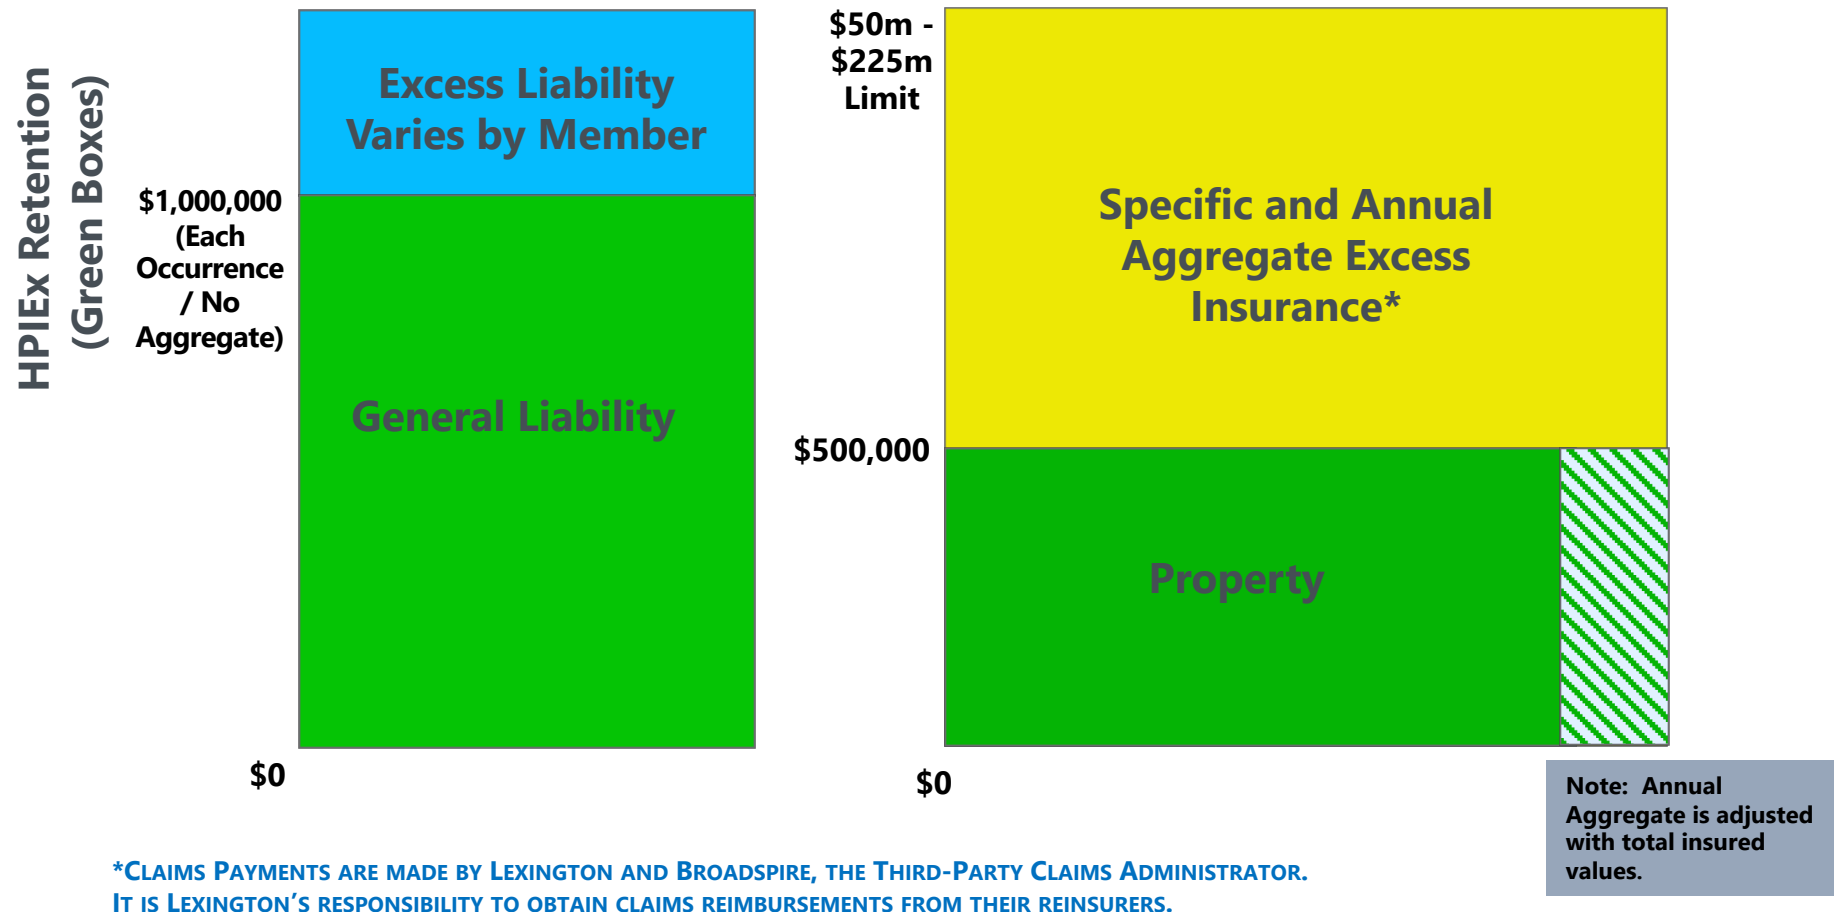 HPIEx Retention
(Green Boxes)
Excess Liability
Varies by Member
$1,000,000
(Each
Occurrence
/ No
Aggregate)
General Liability
$0
$50m -
$225m
Limit
Specific and Annual
Aggregate Excess
Insurance*
$500,000
Property
$0
Note: Annual
Aggregate is adjusted
with total insured
values.
*CLAIMS PAYMENTS ARE MADE BY LEXINGTON AND BROADSPIRE, THE THIRD-PARTY CLAIMS ADMINISTRATOR.
IT IS LEXINGTON'S RESPONSIBILITY TO OBTAIN CLAIMS REIMBURSEMENTS FROM THEIR REINSURERS.